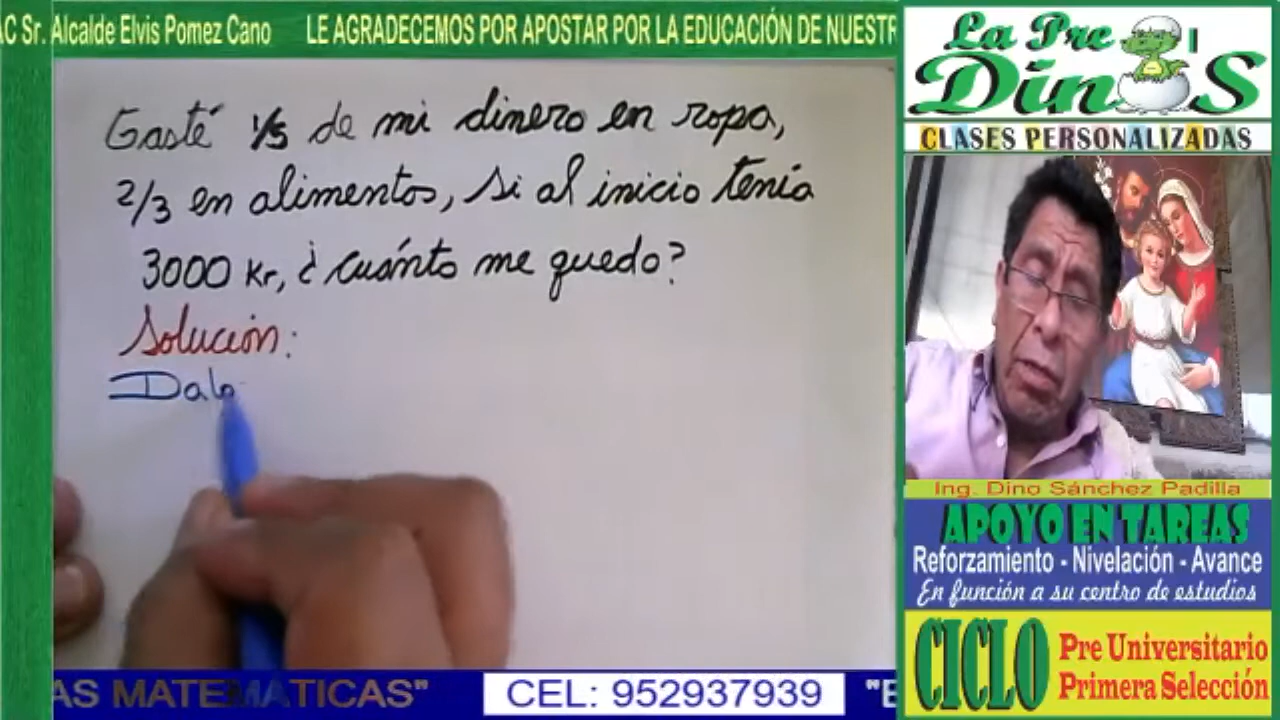 AC Sr. Alcalde Elvis Pomez Cano LE AGRADECEMOS POR APOSTAR POR LA EDUCACIÓN DE NUESTR
Gasté 1/5 de mi dinero en ropa,
2/3 en alimentos, si al inicio tenía
3000 Kr, ¿cuánto me quedo?
Solución:
Dato
La Pre
DinoS
CLASES PERSONALIZADAS
Ing. Dino Sánchez Padilla
APOYO EN TAREAS
Reforzamiento - Nivelación - Avance
En función a su centro de estudios
CICLO Pre Universitario
Primera Selección
AS MATEMATICAS" CEL: 952937939 "E